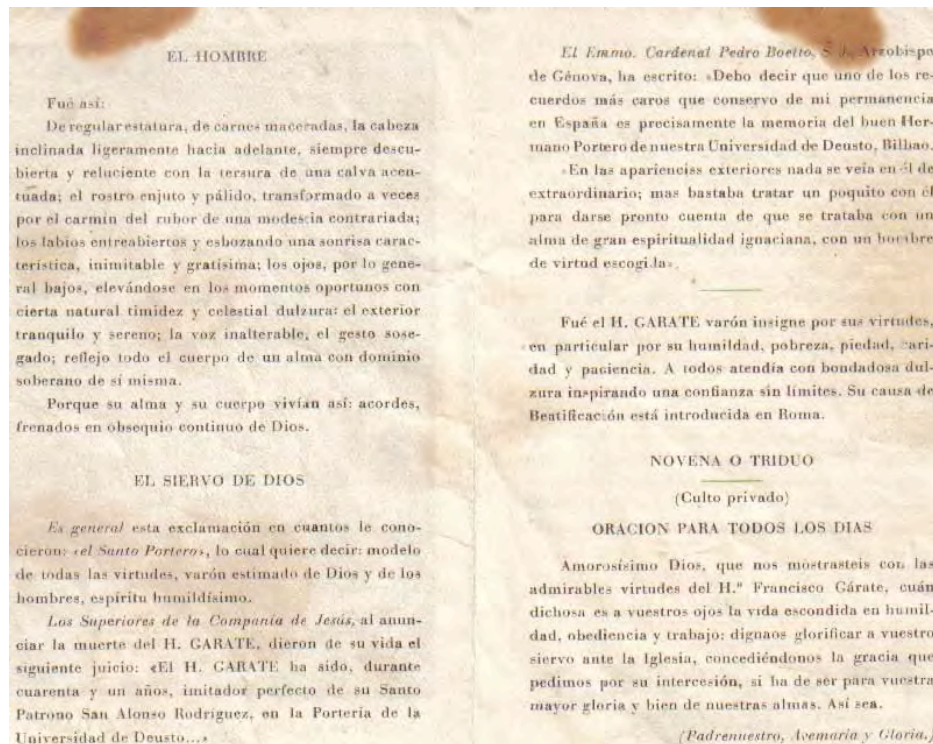 EL HOMBRE
Fué así:
De regular estatura, de carnes maceradas, la cabeza
inclinada ligeramente hacia adelante, siempre descu-
bierta y reluciente con la tersura de una calva acen-
tuada; el rostro enjuto y pálido, transformado a veces
por el carmín del rubor de una modestia contrariada;
los labios entreabiertos y esbozando una sonrisa carac-
terística, inimitable y gratísima; los ojos, por lo gene-
ral bajos, elevándose en los momentos oportunos con
cierta natural timidez y celestial dulzura: el exterior
tranquilo y sereno; la voz inalterable, el gesto sose-
gado; reflejo todo el cuerpo de un alma con dominio
soberano de sí misma.
Porque su alma y su cuerpo vivían así: acordes,
frenados en obsequio continuo de Dios.
EL SIERVO DE DIOS
Es general esta exclamación en cuantos le cono-
cieron: «el Santo Portero», lo cual quiere decir: modelo
de todas las virtudes, varón estimado de Dios y de los
hombres, espíritu humildísimo.
Los Superiores de la Compañía de Jesús, al anun-
ciar la muerte del H. GARATE, dieron de su vida el
siguiente juicio: «El H. GARATE ha sido, durante
cuarenta y un años, imitador perfecto de su Santo
Patrono San Alonso Rodríguez, en la Portería de la
Universidad de Deusto...»
El Emmo. Cardenal Pedro Boetto, S. J. Arzobispo
de Génova, ha escrito: «Debo decir que uno de los re-
cuerdos más caros que conservo de mi permanencia
en España es precisamente la memoria del buen Her-
mano Portero de nuestra Universidad de Deusto, Bilbao.
»En las apariencias exteriores nada se veía en él de
extraordinario; mas bastaba tratar un poquito con él
para darse pronto cuenta de que se trataba con un
alma de gran espiritualidad ignaciana, con un hombre
de virtud escogida».
Fué el H. GARATE varón insigne por sus virtudes,
en particular por su humildad, pobreza, piedad, cari-
dad y paciencia. A todos atendía con bondadosa dul-
zura inspirando una confianza sin límites. Su causa de
Beatificación está introducida en Roma.
NOVENA O TRIDUO
(Culto privado)
ORACION PARA TODOS LOS DIAS
Amorosísimo Dios, que nos mostrasteis con las
admirables virtudes del H.º Francisco Gárate, cuán
dichosa es a vuestros ojos la vida escondida en humil-
dad, obediencia y trabajo: dignaos glorificar a vuestro
siervo ante la Iglesia, concediéndonos la gracia que
pedimos por su intercesión, si ha de ser para vuestra
mayor gloria y bien de nuestras almas. Así sea.
(Padrenuestro, Avemaría y Gloria.)